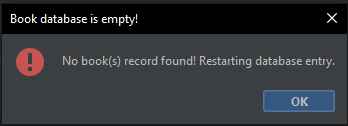 Book database is empty!
No book(s) record found! Restarting database entry.
OK